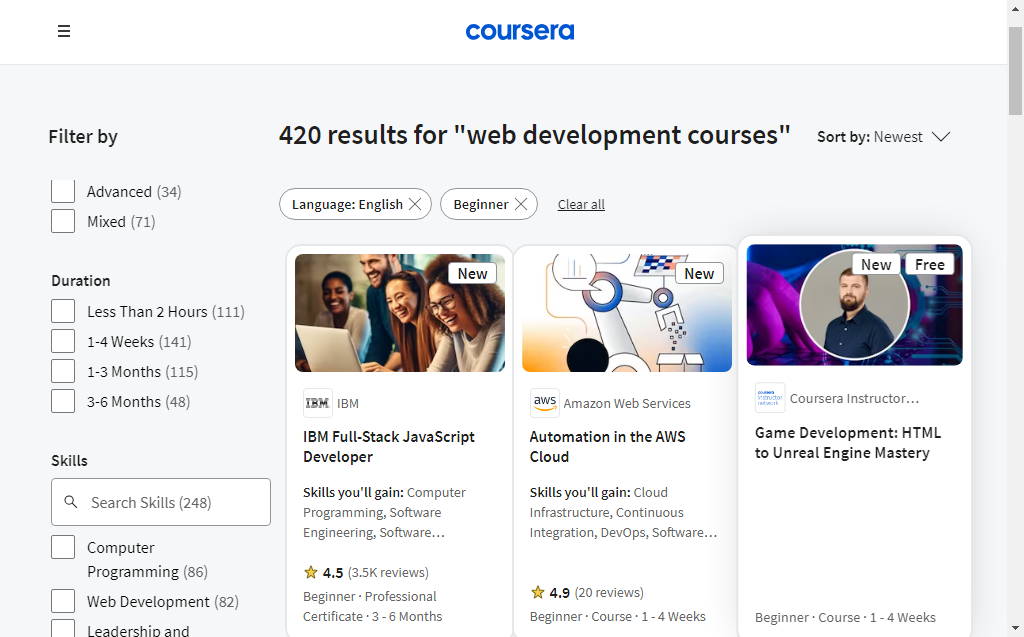 coursera
Filter by
420 results for "web development courses"
Sort by: Newest
Advanced (34)
Mixed (71)
Language: English
Beginner
Clear all
Duration
Less Than 2 Hours (111)
1-4 Weeks (141)
1-3 Months (115)
3-6 Months (48)
Skills
Search Skills (248)
Computer
Programming (86)
Web Development (82)
Leadership and
New
IBM
IBM
IBM Full-Stack JavaScript
Developer
Skills you'll gain: Computer
Programming, Software
Engineering, Software…
4.5 (3.5K reviews)
Beginner · Professional
Certificate · 3 - 6 Months
New
aws
Amazon Web Services
Automation in the AWS
Cloud
Skills you'll gain: Cloud
Infrastructure, Continuous
Integration, DevOps, Software…
4.9 (20 reviews)
Beginner · Course · 1 - 4 Weeks
New
Free
coursera
instructor
network
Coursera Instructor…
Game Development: HTML
to Unreal Engine Mastery
Beginner · Course · 1 - 4 Weeks